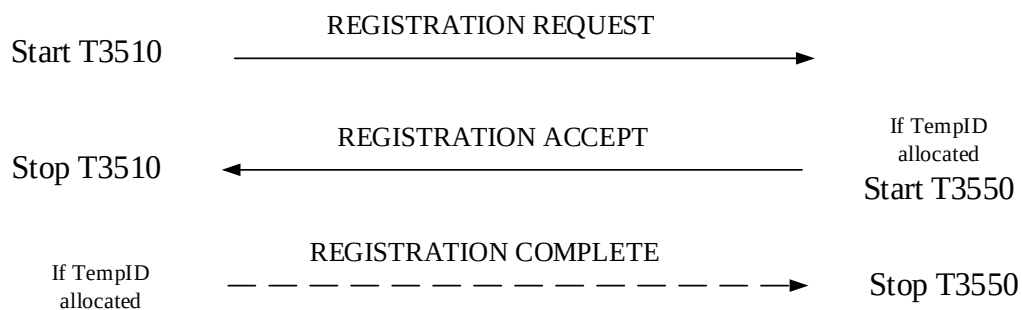 REGISTRATION REQUEST
Start T3510
If TempID
allocated
REGISTRATION ACCEPT
Stop T3510
Start T3550
REGISTRATION COMPLETE
If TempID
allocated
Stop T3550